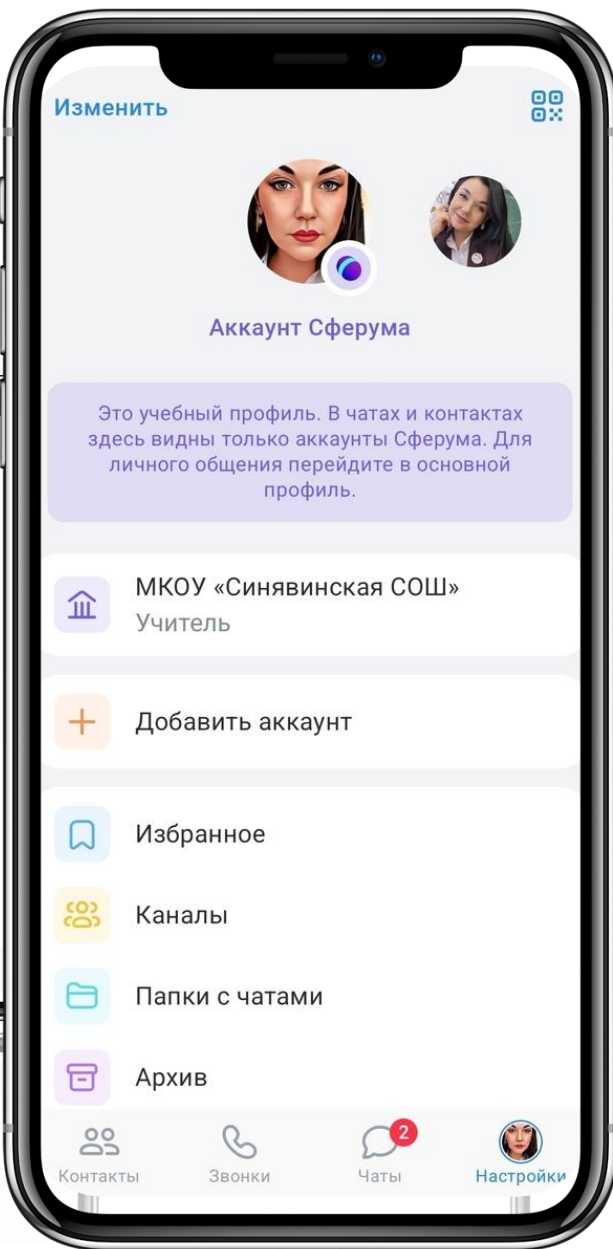 Изменить
Аккаунт Сферума
Это учебный профиль. В чатах и контактах
здесь видны только аккаунты Сферума. Для
личного общения перейдите в основной
профиль.
МКОУ «Синявинская СОШ»
Учитель
Добавить аккаунт
Избранное
Каналы
Папки с чатами
Архив
2
Контакты
Звонки
Чаты
Настройки